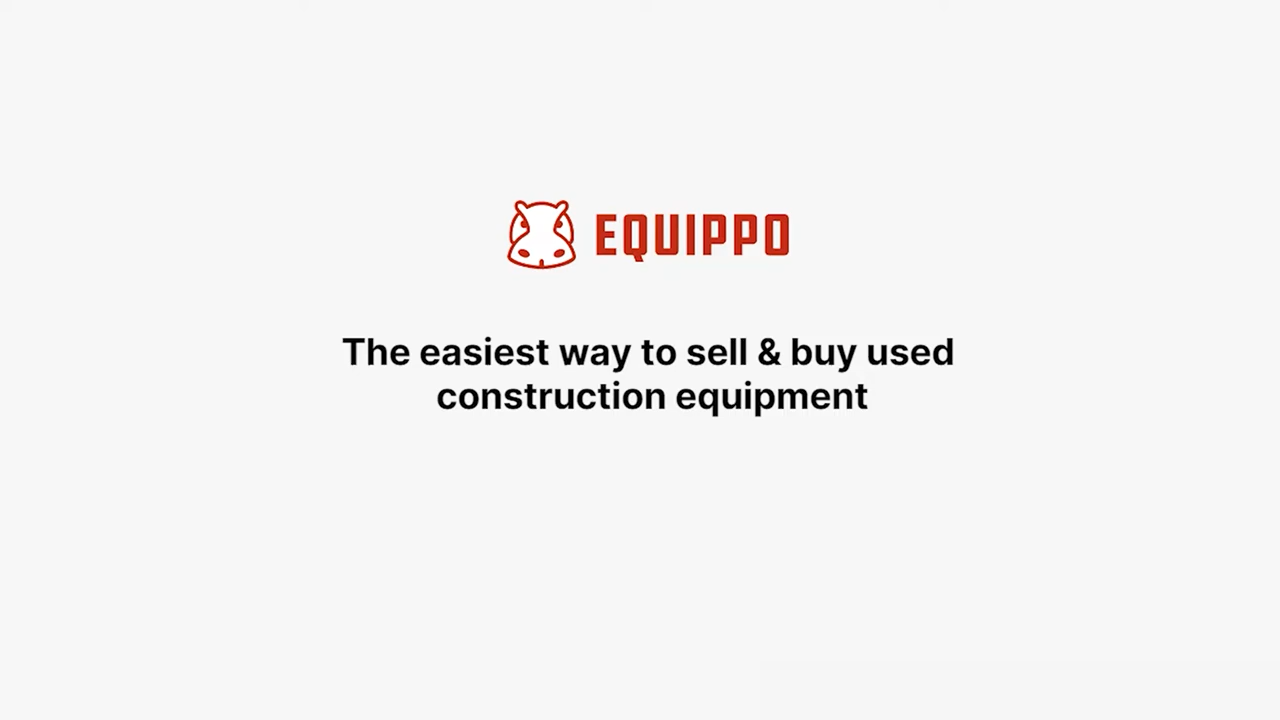 EQUIPPO
The easiest way to sell & buy used
construction equipment